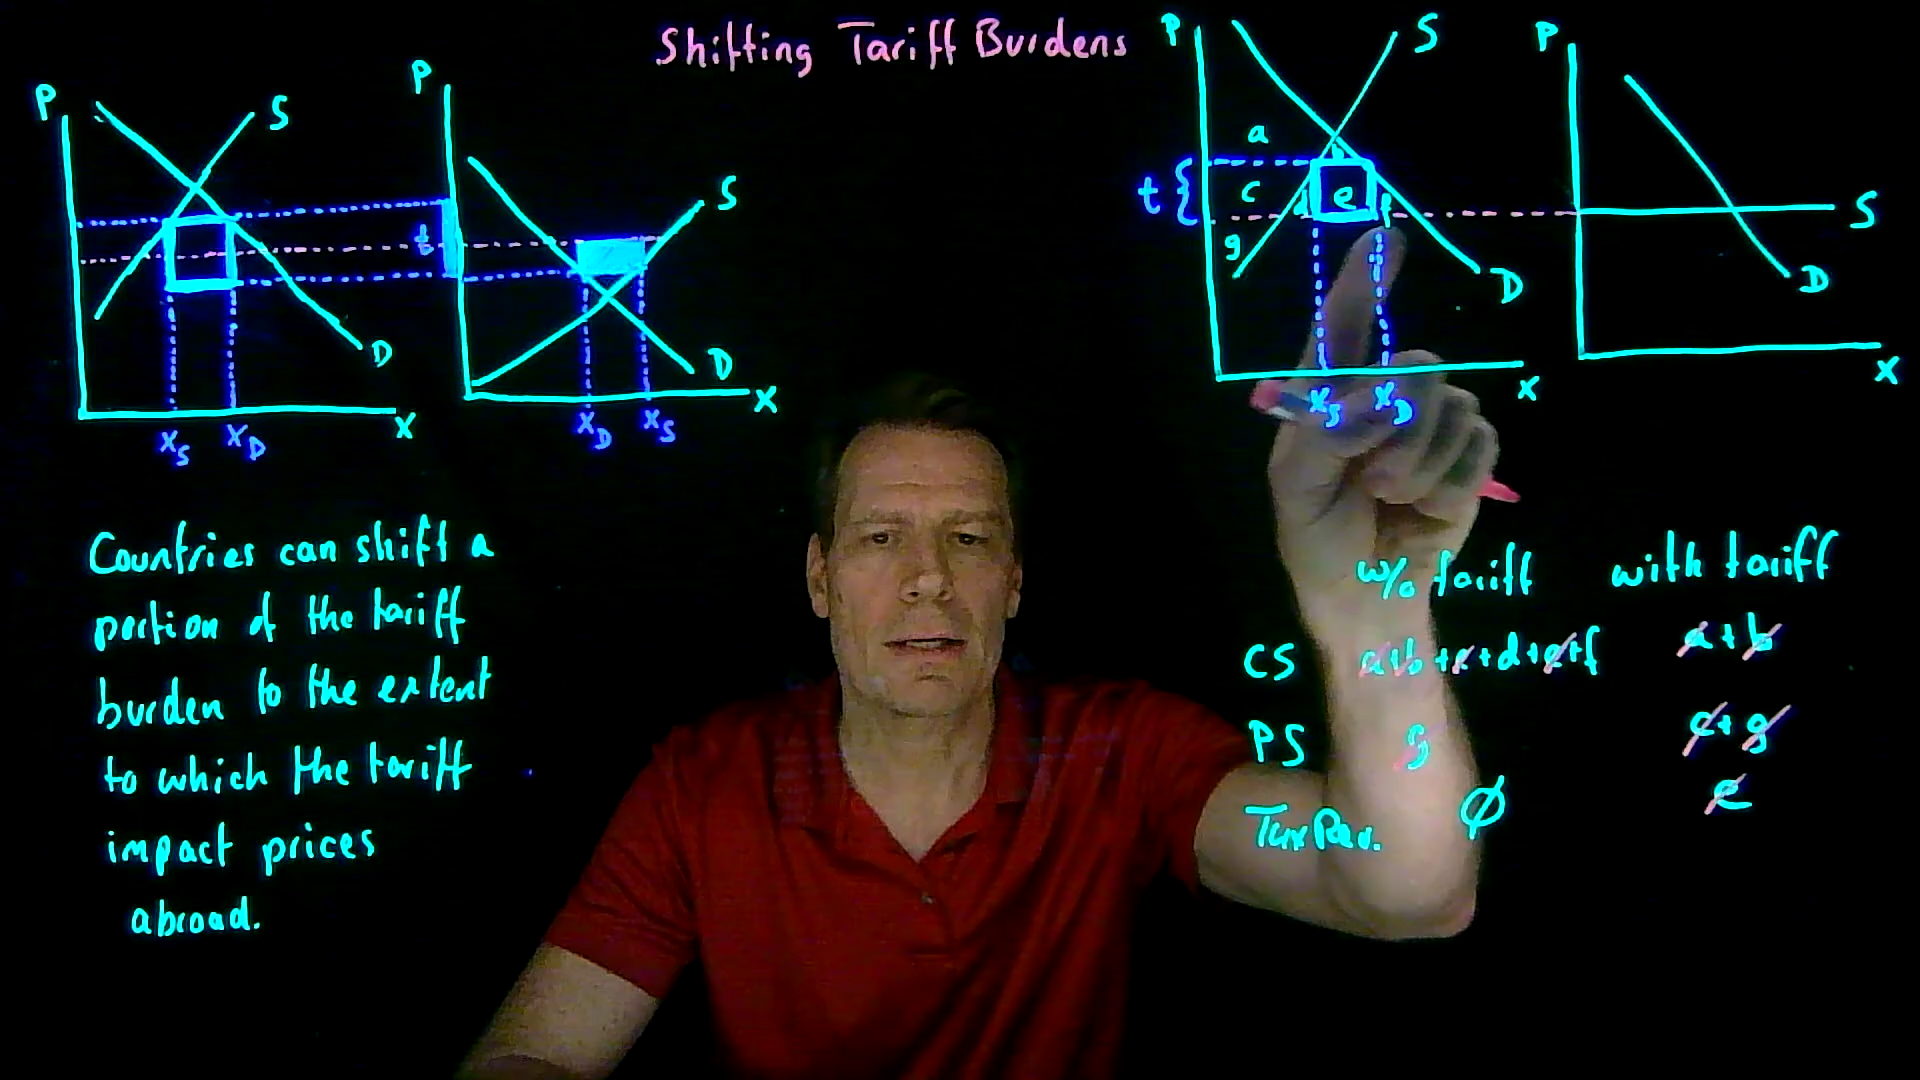 Shifting Tariff Burdens
P
S
t
D
X
x_S x_D
P
S
D
X
x_D x_S
P
S
a
b
t { c d e f
g
D
X
x_S x_D
P
S
D
X
Countries can shift a
portion of the tariff
burden to the extent
to which the tariff
impact prices
abroad.
w/o tariff with tariff
CS a+b+c+d+e+f a+b
PS g c+g
Tax Rev. ∅ e